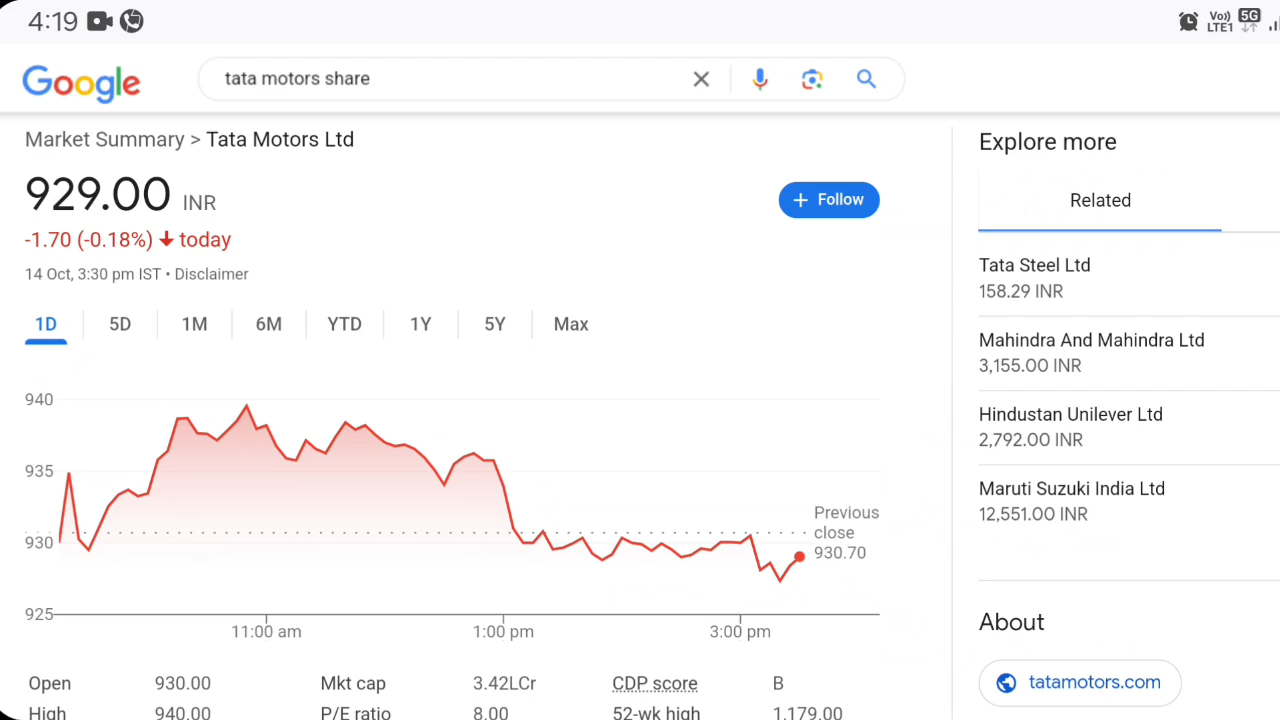 4:19
Vo) LTE1 5G
Google
tata motors share
Market Summary > Tata Motors Ltd
929.00 INR
Follow
-1.70 (-0.18%) today
14 Oct, 3:30 pm IST • Disclaimer
1D 5D 1M 6M YTD 1Y 5Y Max
940
935
930
925
Previous
close
930.70
11:00 am 1:00 pm 3:00 pm
Open 930.00 Mkt cap 3.42LCr CDP score B
High 940.00 P/E ratio 8.00 52-wk high 1,179.00
Explore more
Related
Tata Steel Ltd
158.29 INR
Mahindra And Mahindra Ltd
3,155.00 INR
Hindustan Unilever Ltd
2,792.00 INR
Maruti Suzuki India Ltd
12,551.00 INR
About
tatamotors.com